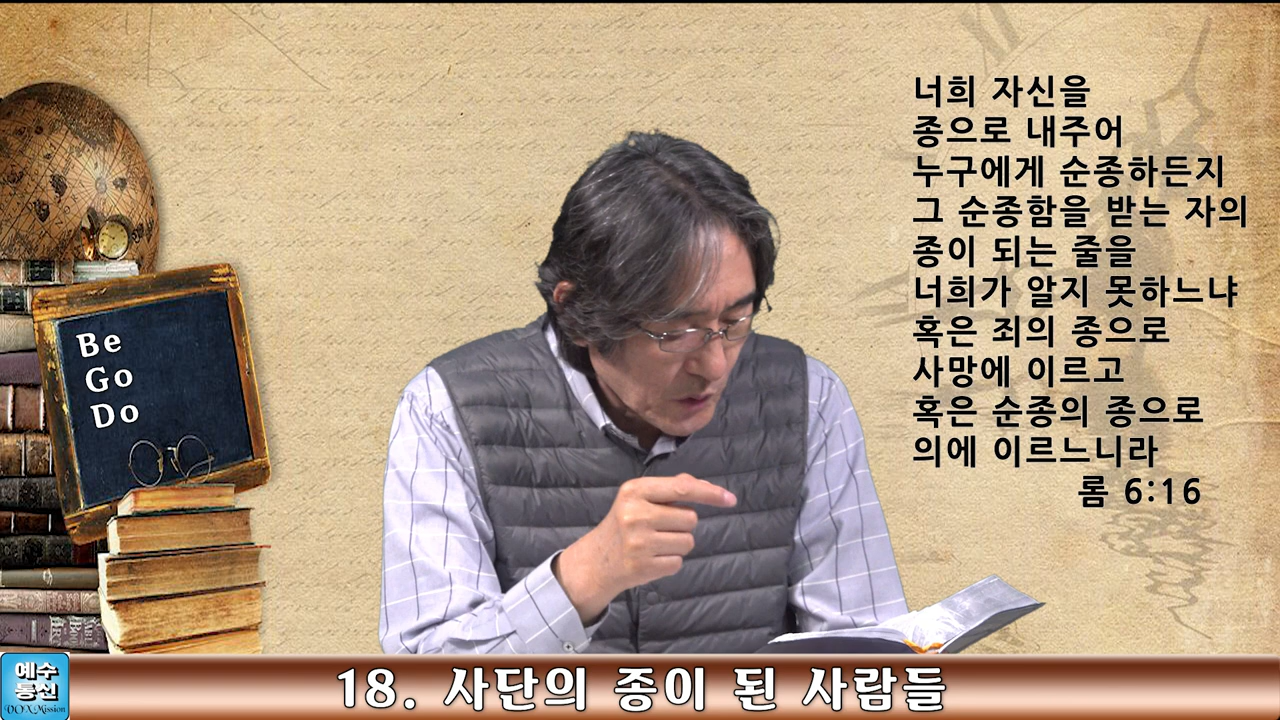 너희 자신을
종으로 내주어
누구에게 순종하든지
그 순종함을 받는 자의
종이 되는 줄을
너희가 알지 못하느냐
혹은 죄의 종으로
사망에 이르고
혹은 순종의 종으로
의에 이르느니라
롬 6:16
Be
Go
Do
예수
통신
VOX Mission
18. 사단의 종이 된 사람들